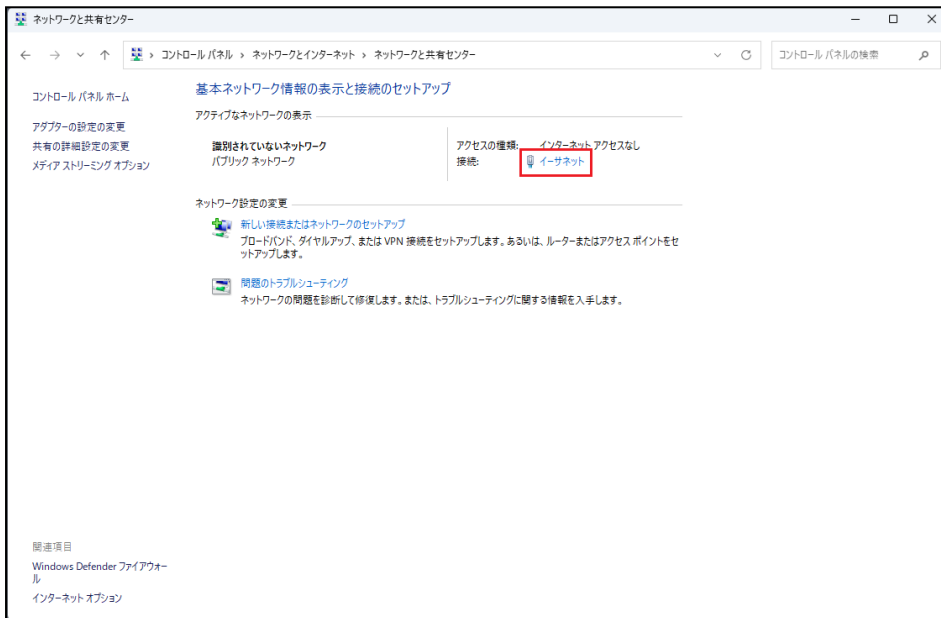 ネットワークと共有センター
コントロール パネル › ネットワークとインターネット › ネットワークと共有センター
コントロール パネルの検索
コントロール パネル ホーム
アダプターの設定の変更
共有の詳細設定の変更
メディア ストリーミング オプション
基本ネットワーク情報の表示と接続のセットアップ
アクティブなネットワークの表示
識別されていないネットワーク
パブリック ネットワーク
アクセスの種類: インターネット アクセスなし
接続: イーサネット
ネットワーク設定の変更
新しい接続またはネットワークのセットアップ
ブロードバンド、ダイヤルアップ、または VPN 接続をセットアップします。あるいは、ルーターまたはアクセス ポイントをセ
ットアップします。
問題のトラブルシューティング
ネットワークの問題を診断して修復します。または、トラブルシューティングに関する情報を入手します。
関連項目
Windows Defender ファイアウォー
ル
インターネット オプション